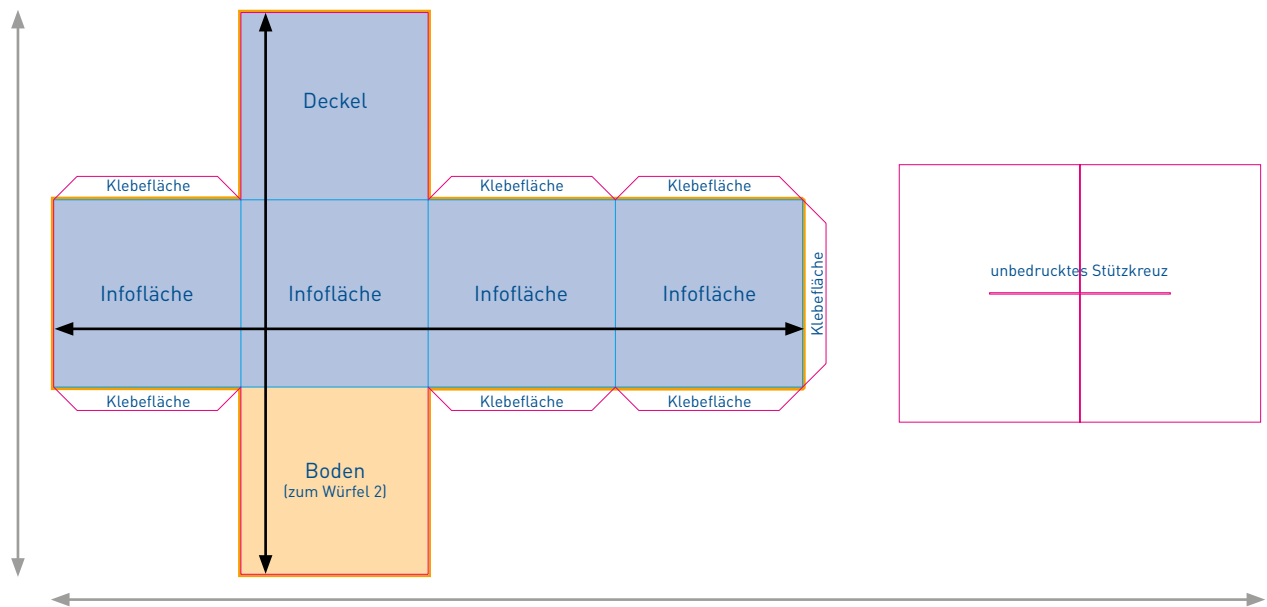 Deckel
Klebefläche
Klebefläche
Klebefläche
Infofläche
Infofläche
Infofläche
Infofläche
Klebefläche
unbedrucktes Stützkreuz
Klebefläche
Klebefläche
Klebefläche
Boden
(zum Würfel 2)